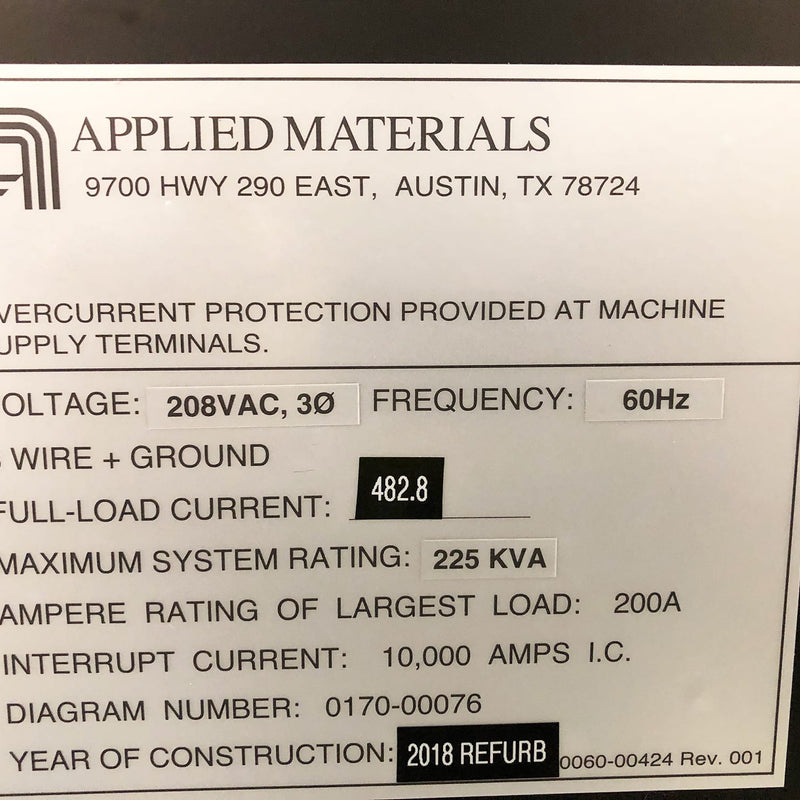 APPLIED MATERIALS
9700 HWY 290 EAST, AUSTIN, TX 78724
VERCURRENT PROTECTION PROVIDED AT MACHINE
UPPLY TERMINALS.
OLTAGE: 208VAC, 3Ø FREQUENCY: 60Hz
WIRE + GROUND
FULL-LOAD CURRENT: 482.8
MAXIMUM SYSTEM RATING: 225 KVA
AMPERE RATING OF LARGEST LOAD: 200A
INTERRUPT CURRENT: 10,000 AMPS I.C.
DIAGRAM NUMBER: 0170-00076
YEAR OF CONSTRUCTION: 2018 REFURB 0060-00424 Rev. 001